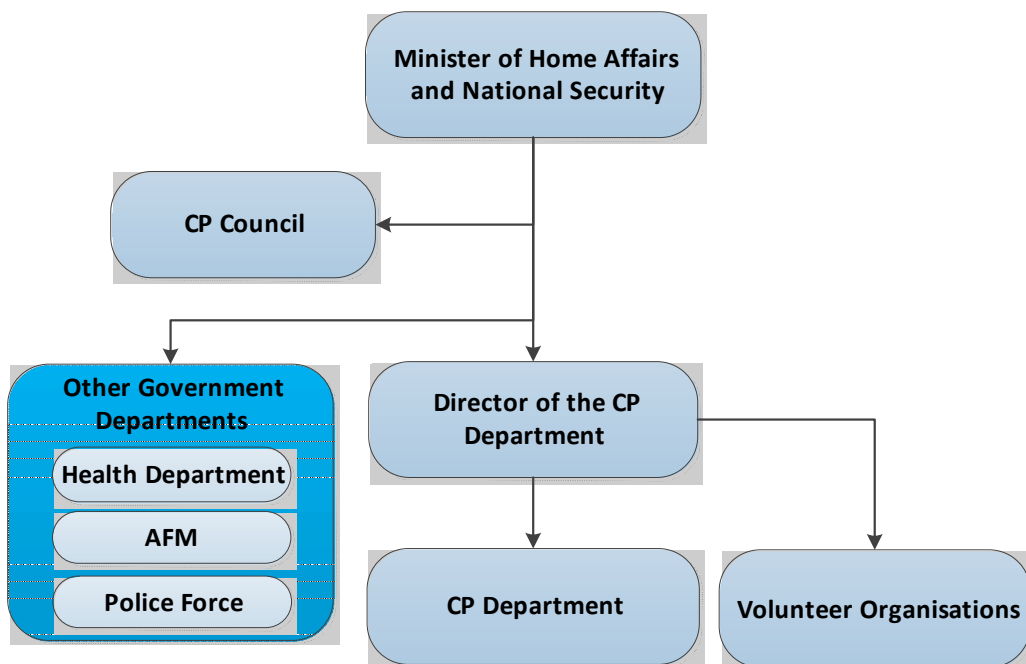 Minister of Home Affairs
and National Security
CP Council
Other Government
Departments
Health Department
AFM
Police Force
Director of the CP
Department
CP Department
Volunteer Organisations